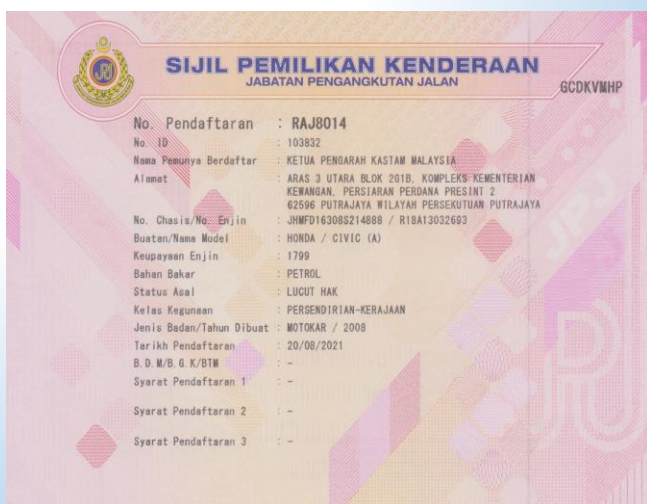 SIJIL PEMILIKAN KENDERAAN
JABATAN PENGANGKUTAN JALAN
GCDKVMHP
No. Pendaftaran : RAJ8014
No. ID : 103832
Nama Pemunya Berdaftar : KETUA PENGARAH KASTAM MALAYSIA
Alamat : ARAS 3 UTARA BLOK 201B, KOMPLEKS KEMENTERIAN
KEWANGAN, PERSIARAN PERDANA PRESINT 2
62596 PUTRAJAYA WILAYAH PERSEKUTUAN PUTRAJAYA
No. Chasis/No. Enjin : JHMFD16308S214888 / R18A13032693
Buatan/Nama Model : HONDA / CIVIC (A)
Keupayaan Enjin : 1799
Bahan Bakar : PETROL
Status Asal : LUCUT HAK
Kelas Kegunaan : PERSENDIRIAN-KERAJAAN
Jenis Badan/Tahun Dibuat : MOTOKAR / 2008
Tarikh Pendaftaran : 20/08/2021
B.D.M/B.G.K/BTM : -
Syarat Pendaftaran 1 : -
Syarat Pendaftaran 2 : -
Syarat Pendaftaran 3 : -
JPJ